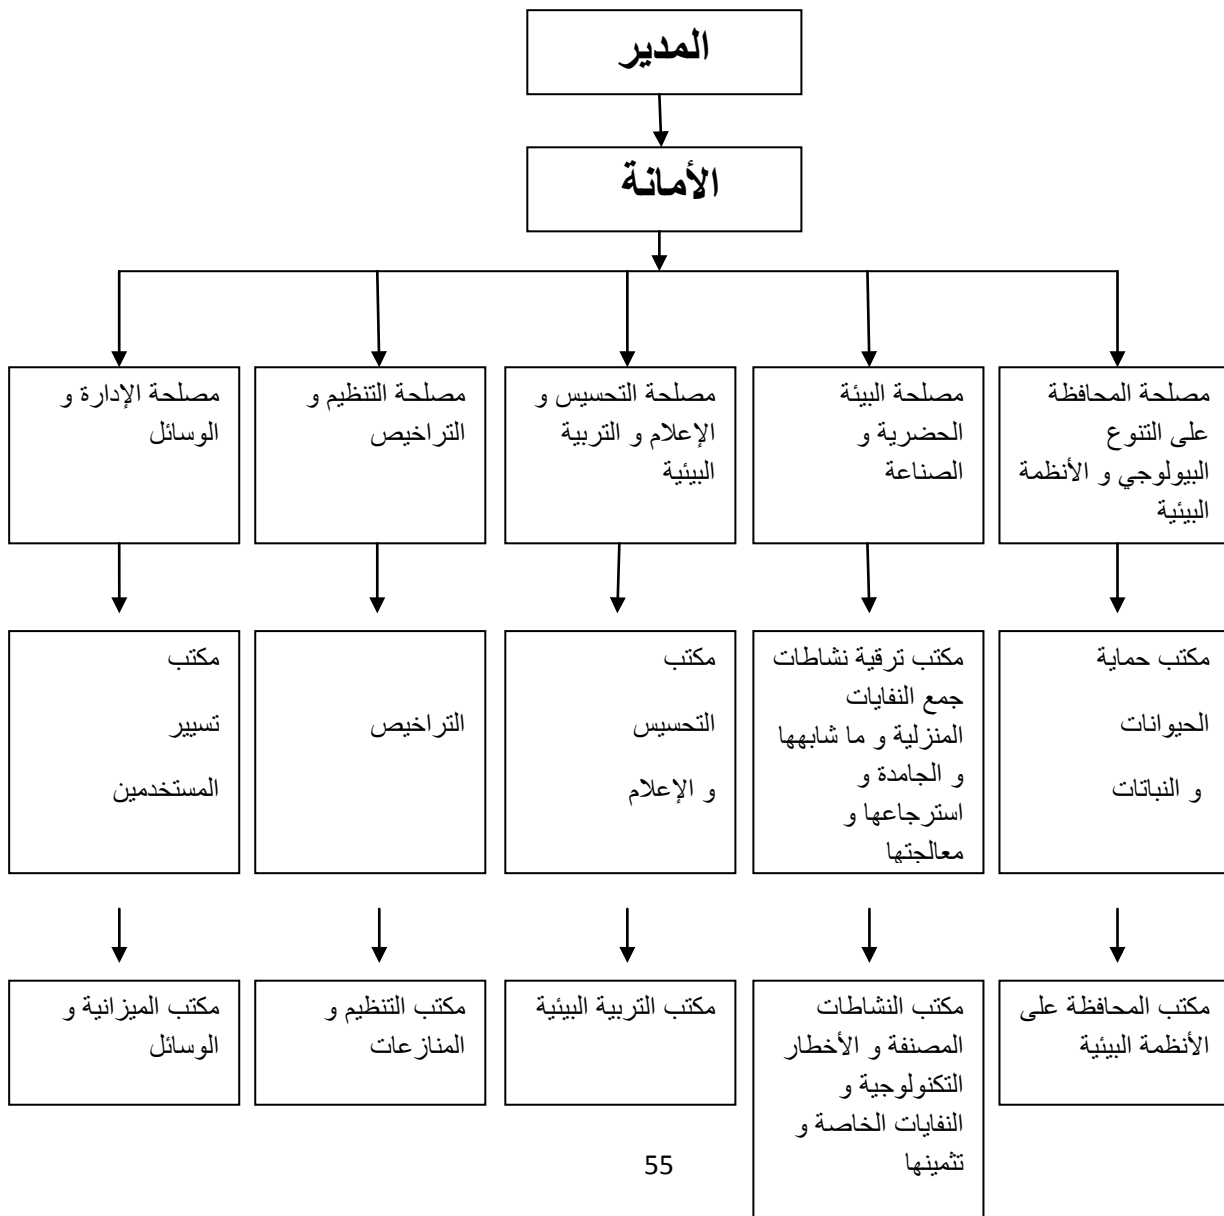 المدير
الأمانة
مصلحة المحافظة
على التنوع
البيولوجي و الأنظمة
البيئية
مصلحة البيئة
الحضرية و
الصناعة
مصلحة التحسيس و
الإعلام و التربية
البيئية
مصلحة التنظيم و
التراخيص
مصلحة الإدارة و
الوسائل
مكتب حماية
الحيوانات
و النباتات
مكتب ترقية نشاطات
جمع النفايات
المنزلية و ما شابهها
و الجامدة و
استرجاعها و
معالجتها
مكتب
التحسيس
و الإعلام
التراخيص
مكتب
تسيير
المستخدمين
مكتب المحافظة على
الأنظمة البيئية
مكتب النشاطات
المصنفة و الأخطار
التكنولوجية و
النفايات الخاصة و
تثمينها
مكتب التربية البيئية
مكتب التنظيم و
المنازعات
مكتب الميزانية و
الوسائل
55